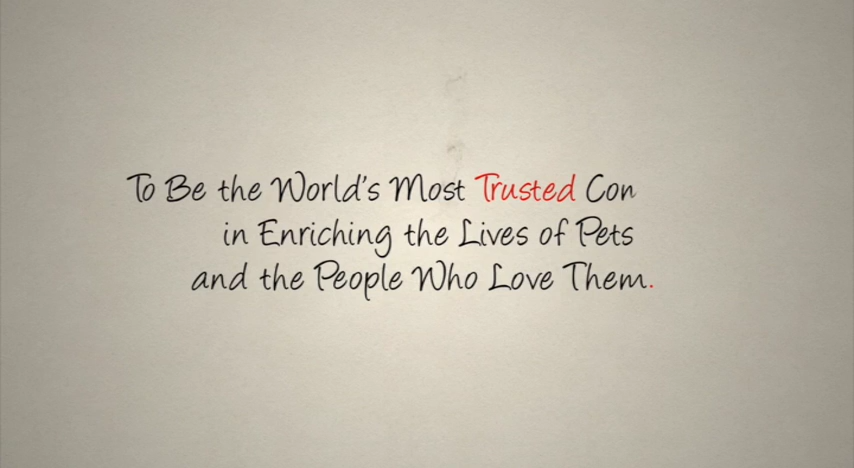 To Be the World's Most Trusted Con
in Enriching the Lives of Pets
and the People Who Love Them.